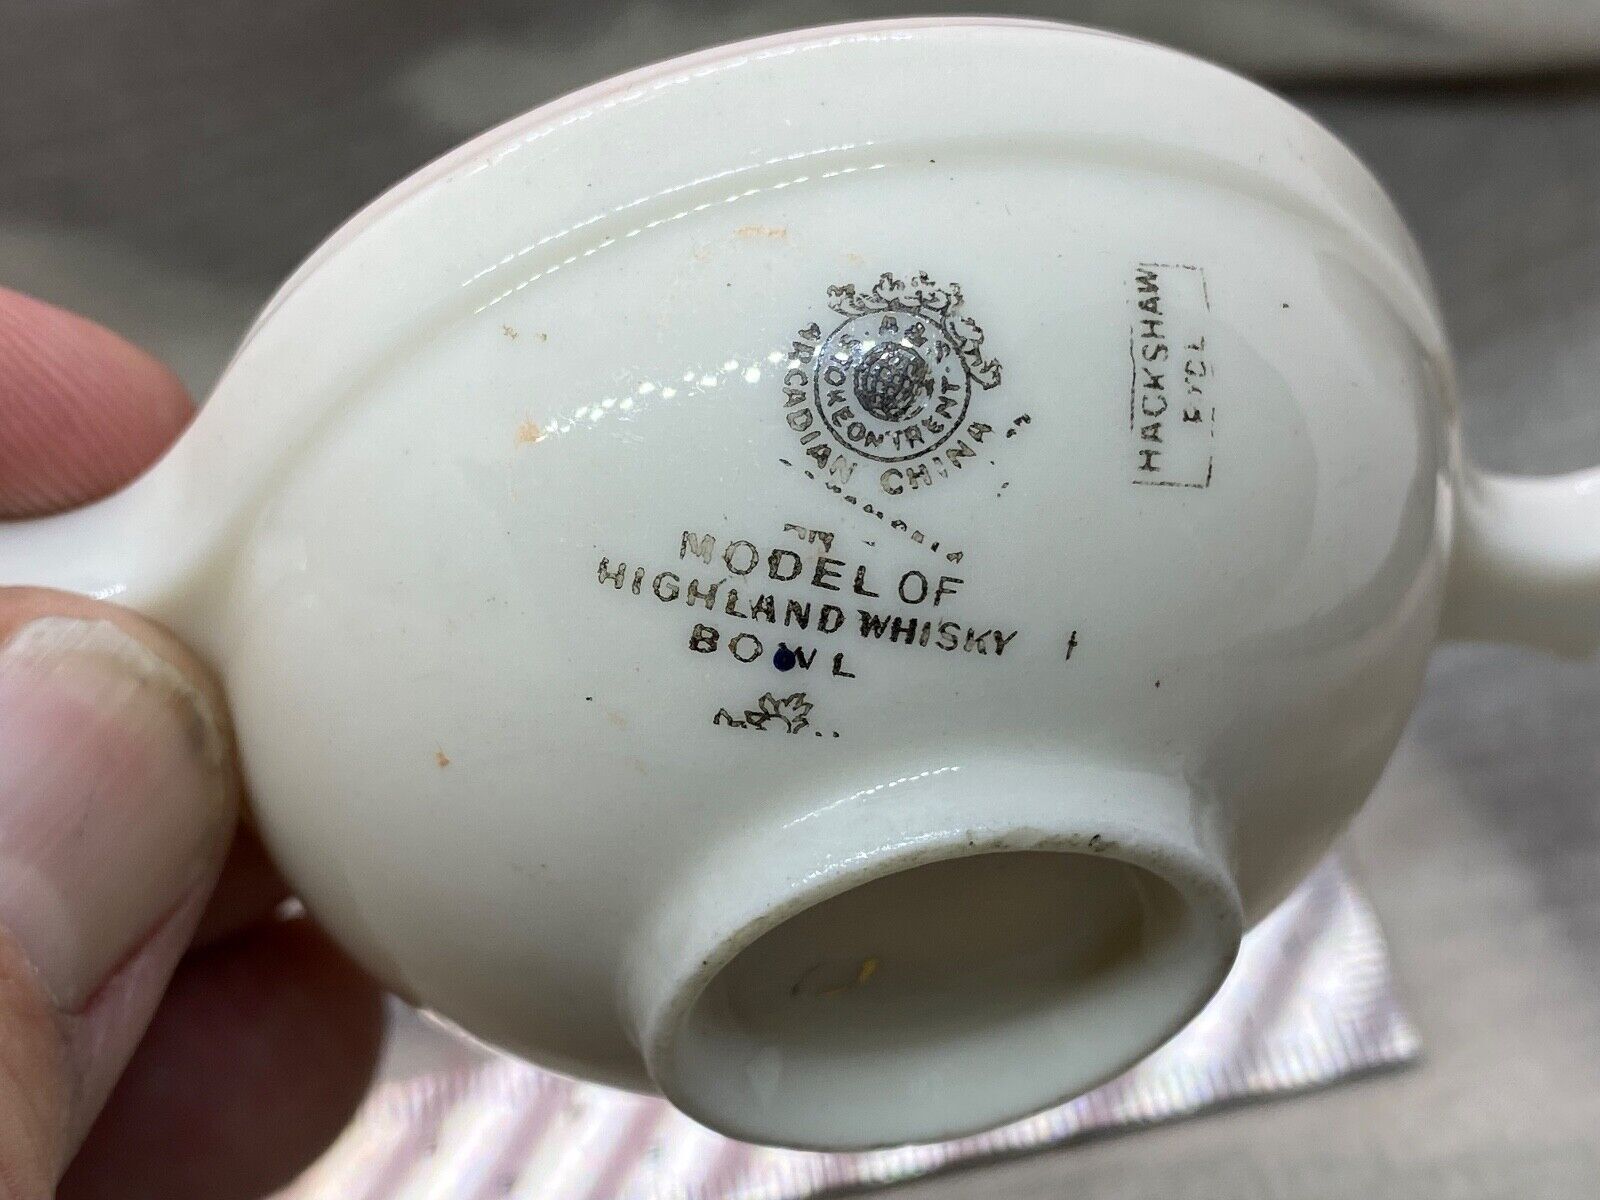 A & S
STOKE ON TRENT
ARCADIAN CHINA
MODEL OF
HIGHLAND WHISKY
BOWL
HACKSHAW